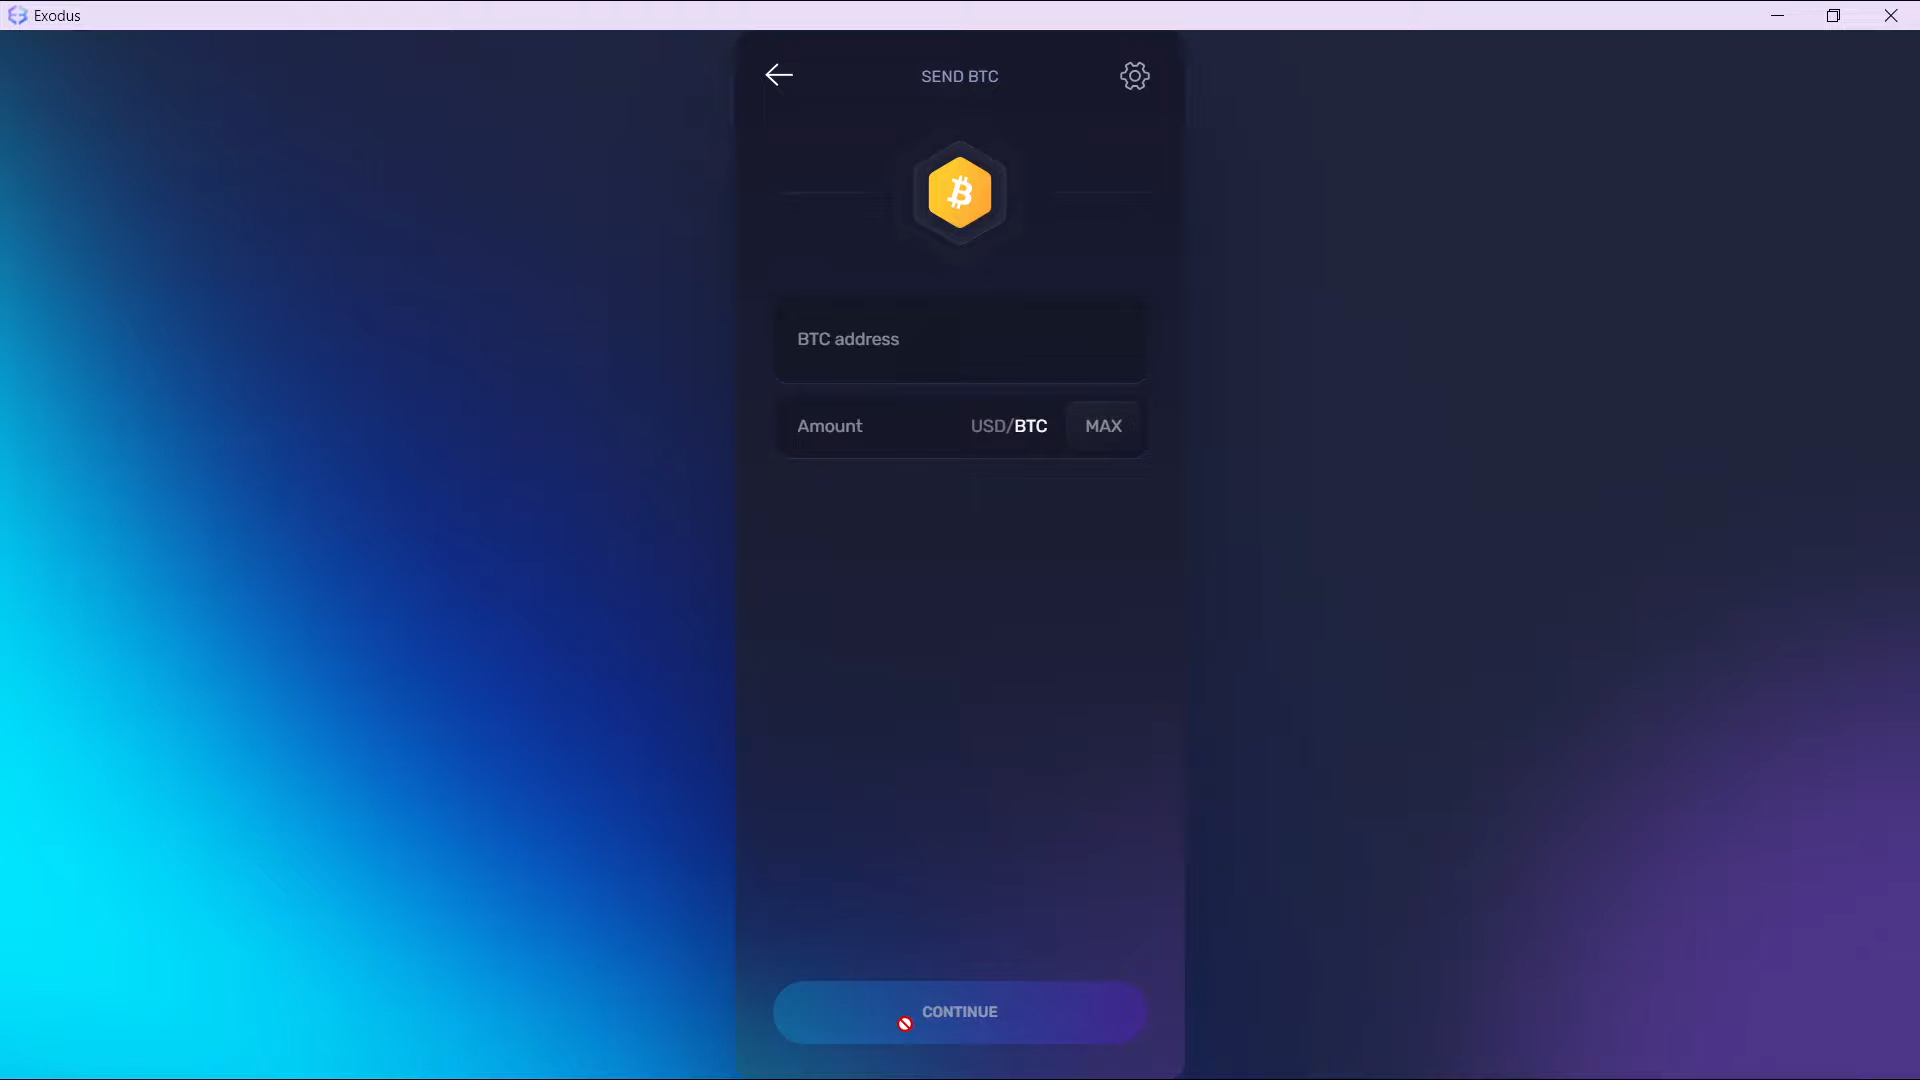 Exodus
SEND BTC
BTC address
Amount USD/BTC MAX
CONTINUE